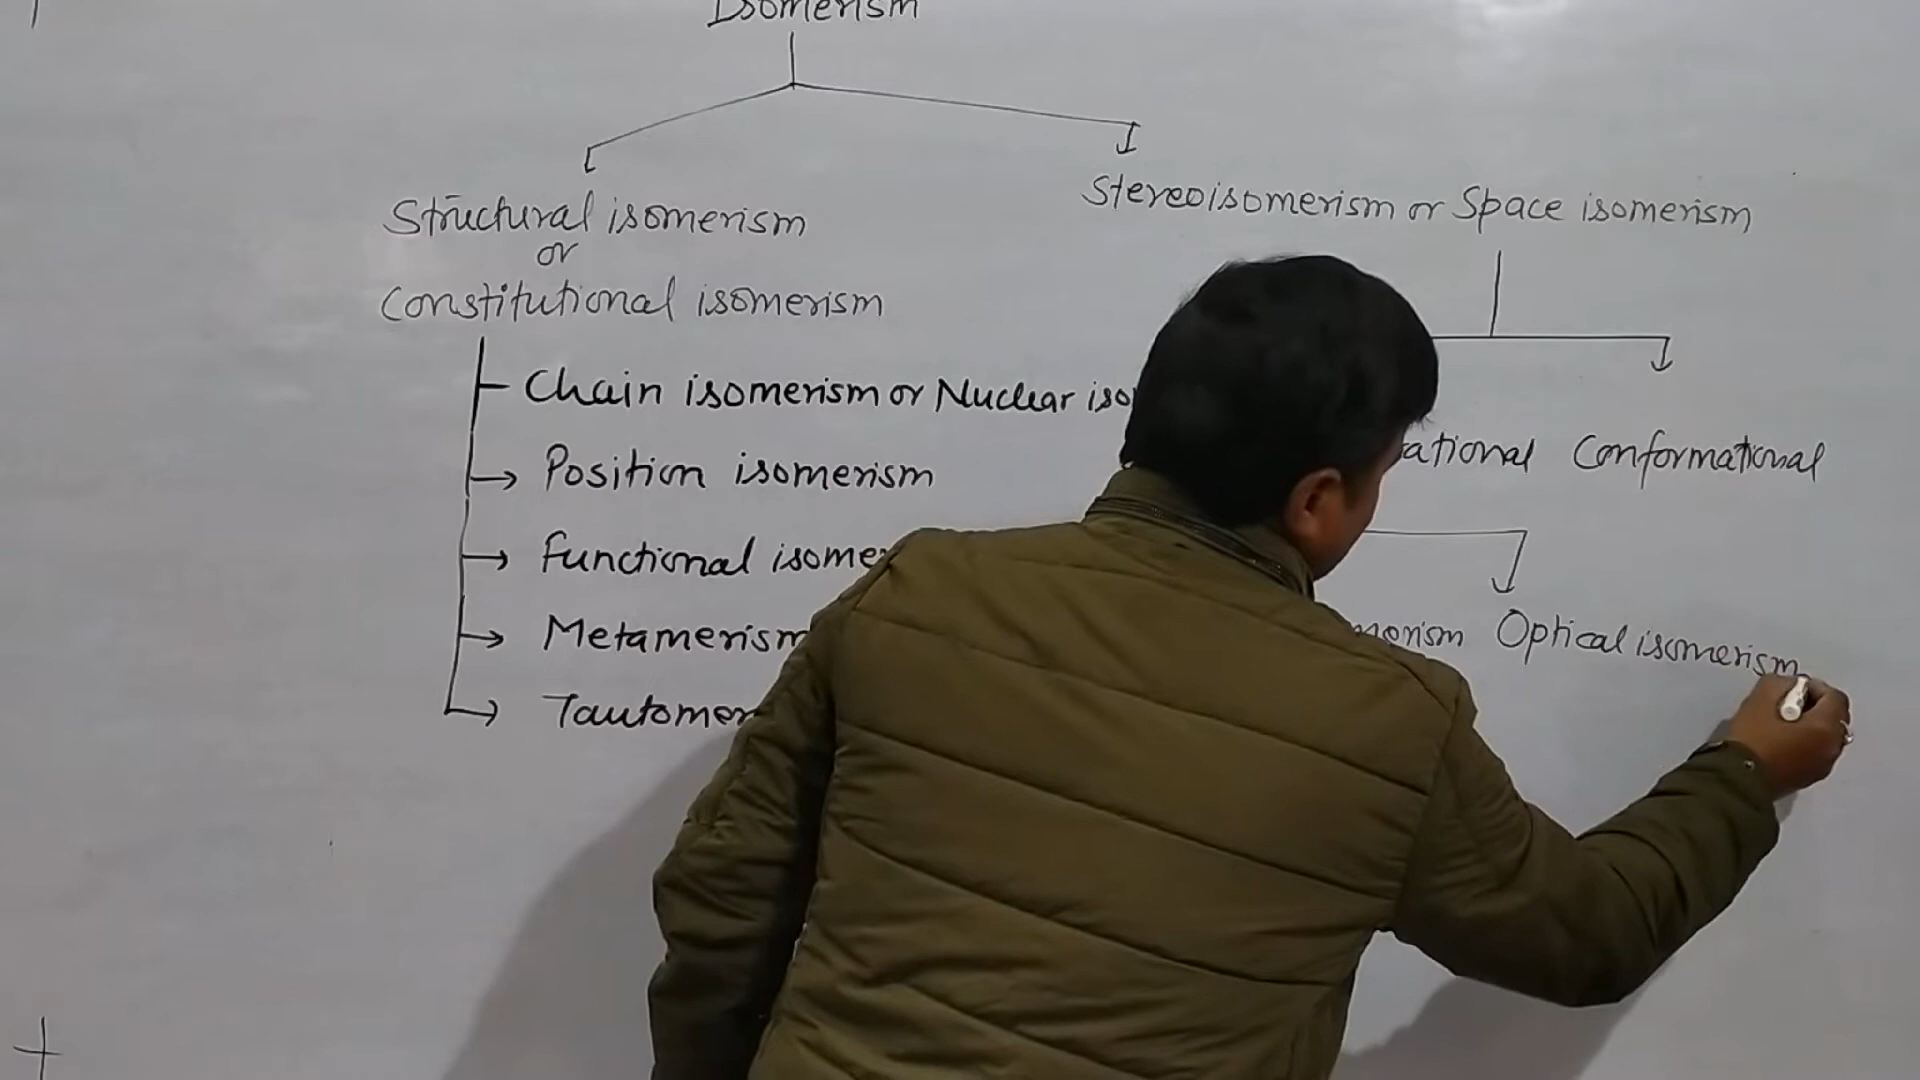 Isomerism
Structural isomerism
or
Constitutional isomerism
Chain isomerism or Nuclear
Position isomerism
Functional
Metamerism
Stereoisomerism or Space isomerism
Conformational
Optical isomerism